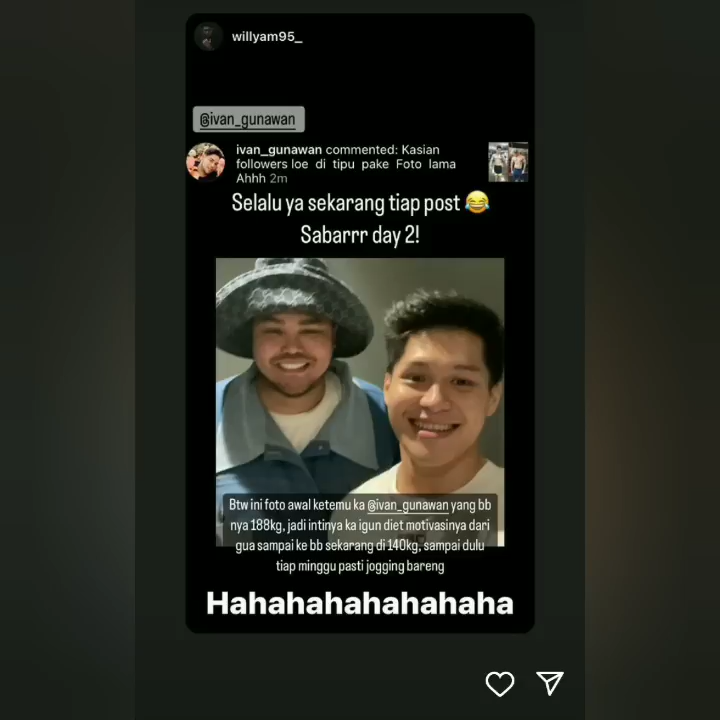 willyam95_
@ivan_gunawan
ivan_gunawan commented: Kasian
followers loe di tipu pake Foto lama
Ahhh 2m
Selalu ya sekarang tiap post 😂
Sabarrr day 2!
Btw ini foto awal ketemu ka @ivan_gunawan yang bb
nya 188kg, jadi intinya ka igun diet motivasinya dari
gua sampai ke bb sekarang di 140kg, sampai dulu
tiap minggu pasti jogging bareng
Hahahahahahahaha